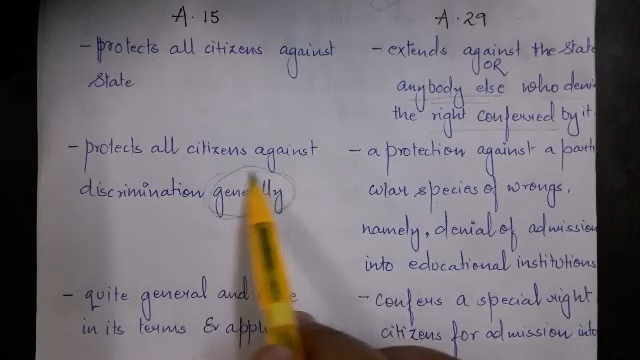 A.15
- protects all citizens against
State
- protects all citizens against
discrimination generally
- quite general and
in its terms &
A.29
- extends against the State
OR
anybody else who deni
the right conferred by it.
- a protection against a parti
cular species of wrongs,
namely, denial of admission
into educational institutions
- confers a special right
citizens for admission into